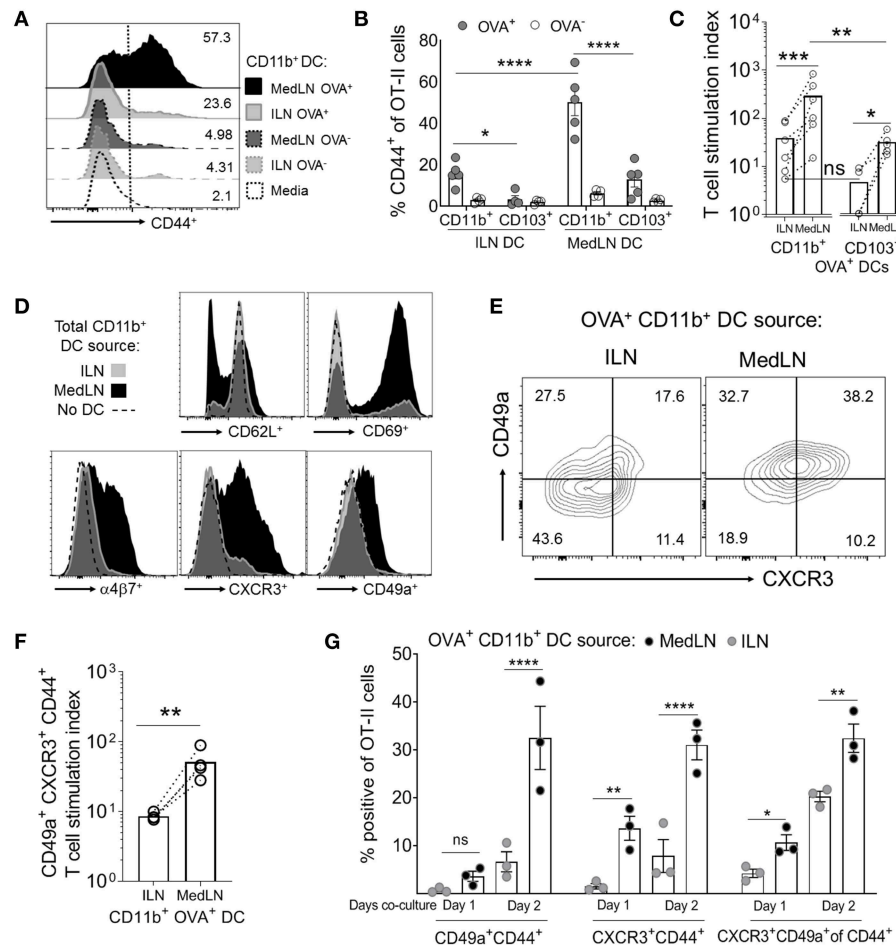 A
57.3
23.6
4.98
4.31
2.1
CD44⁺
CD11b⁺ DC:
MedLN OVA⁺
ILN OVA⁺
MedLN OVA⁻
ILN OVA⁻
Media
B
OVA⁺ OVA⁻
% CD44⁺ of OT-II cells
80
60
40
20
0
****
****
*
CD11b⁺ CD103⁺ CD11b⁺ CD103⁺
ILN DC MedLN DC
C
T cell stimulation index
10⁴
10³
10²
10¹
10⁰
**
***
*
ns
ILN MedLN ILN MedL
CD11b⁺ CD103⁺
OVA⁺ DCs
D
Total CD11b⁺
DC source:
ILN
MedLN
No DC
CD62L⁺
CD69⁺
α4β7⁺
CXCR3⁺
CD49a⁺
E
OVA⁺ CD11b⁺ DC source:
ILN MedLN
CD49a
27.5 17.6 32.7 38.2
43.6 11.4 18.9 10.2
CXCR3
F
CD49a⁺ CXCR3⁺ CD44⁺
T cell stimulation index
10³
10²
10¹
10⁰
**
ILN MedLN
CD11b⁺ OVA⁺ DC
G
OVA⁺ CD11b⁺ DC source: MedLN ILN
% positive of OT-II cells
50
40
30
20
10
0
ns
****
**
****
*
**
Days co-culture Day 1 Day 2 Day 1 Day 2 Day 1 Day 2
CD49a⁺CD44⁺ CXCR3⁺CD44⁺ CXCR3⁺CD49a⁺of CD44⁺